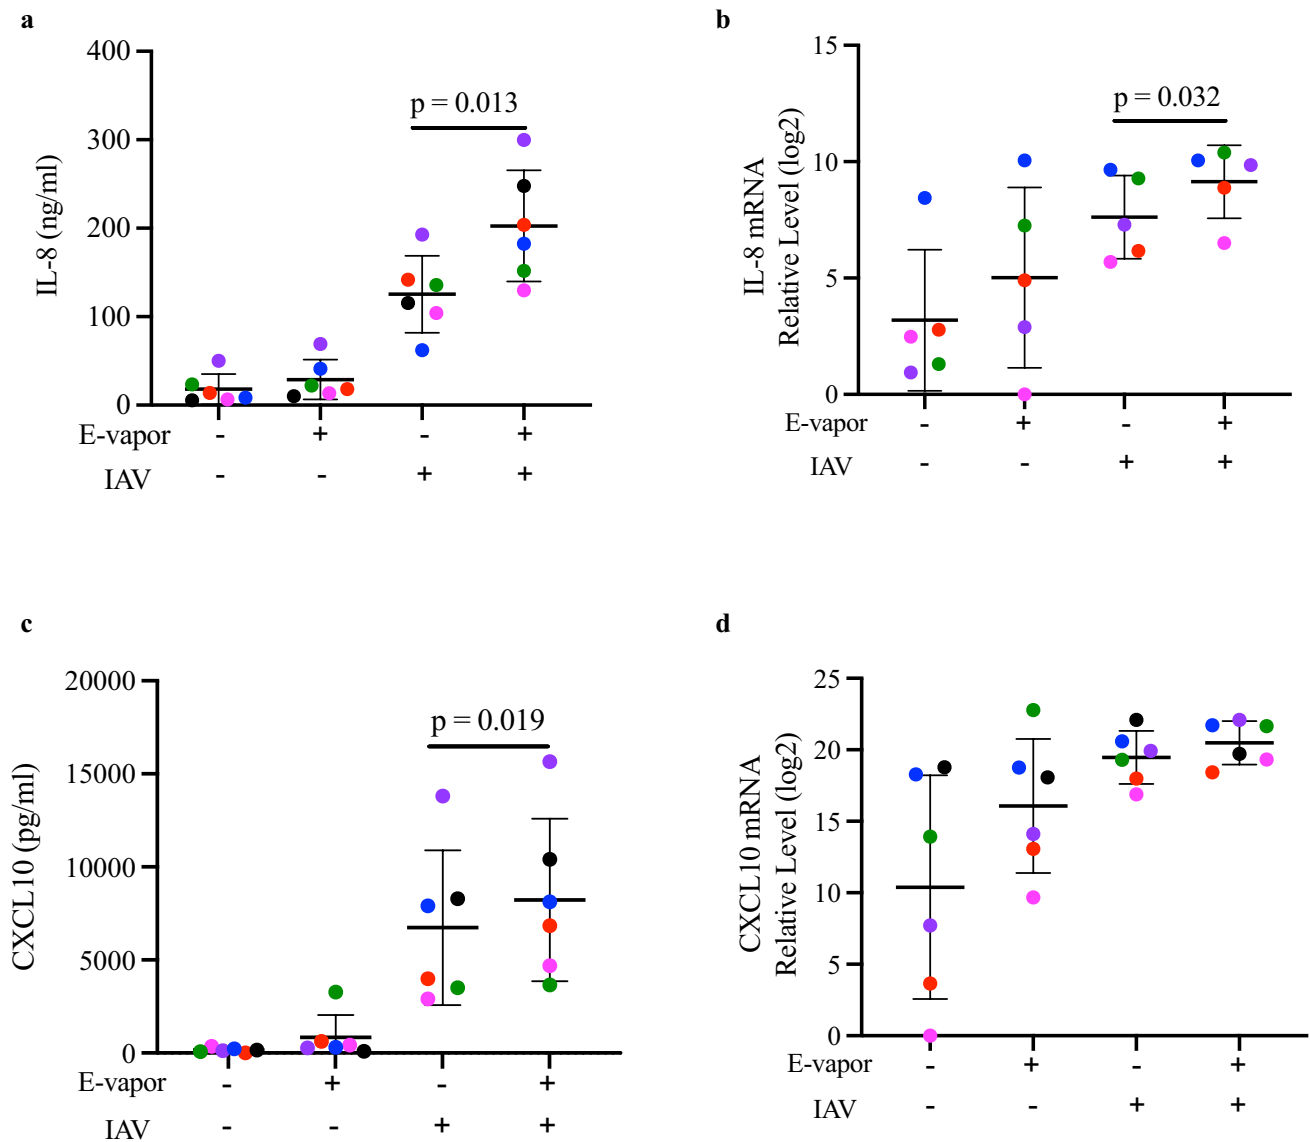 a
400
300
200
100
0
IL-8 (ng/ml)
p = 0.013
E-vapor - + - +
IAV - - + +
b
15
10
5
0
IL-8 mRNA
Relative Level (log2)
p = 0.032
E-vapor - + - +
IAV - - + +
c
20000
15000
10000
5000
0
CXCL10 (pg/ml)
p = 0.019
E-vapor - + - +
IAV - - + +
d
25
20
15
10
5
0
CXCL10 mRNA
Relative Level (log2)
E-vapor - + - +
IAV - - + +